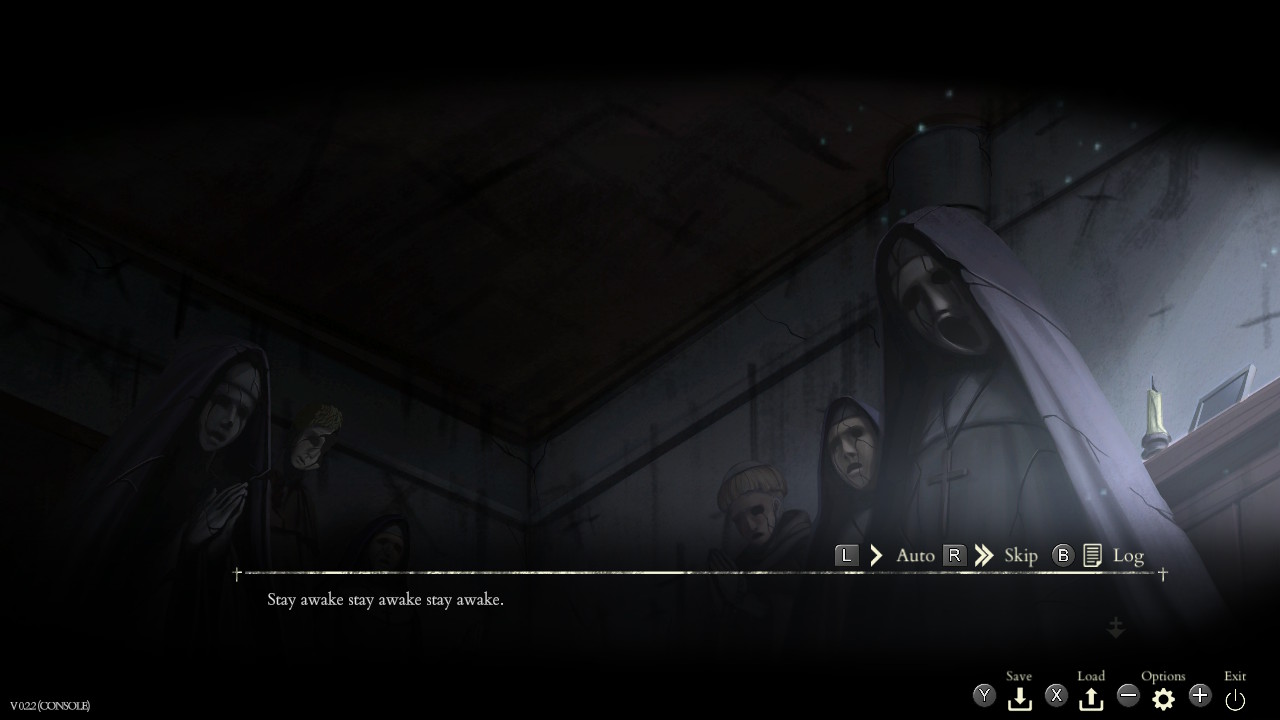 L Auto R Skip B Log
Stay awake stay awake stay awake.
Save Load Options Exit
Y X − +
V 0.2.2 (CONSOLE)